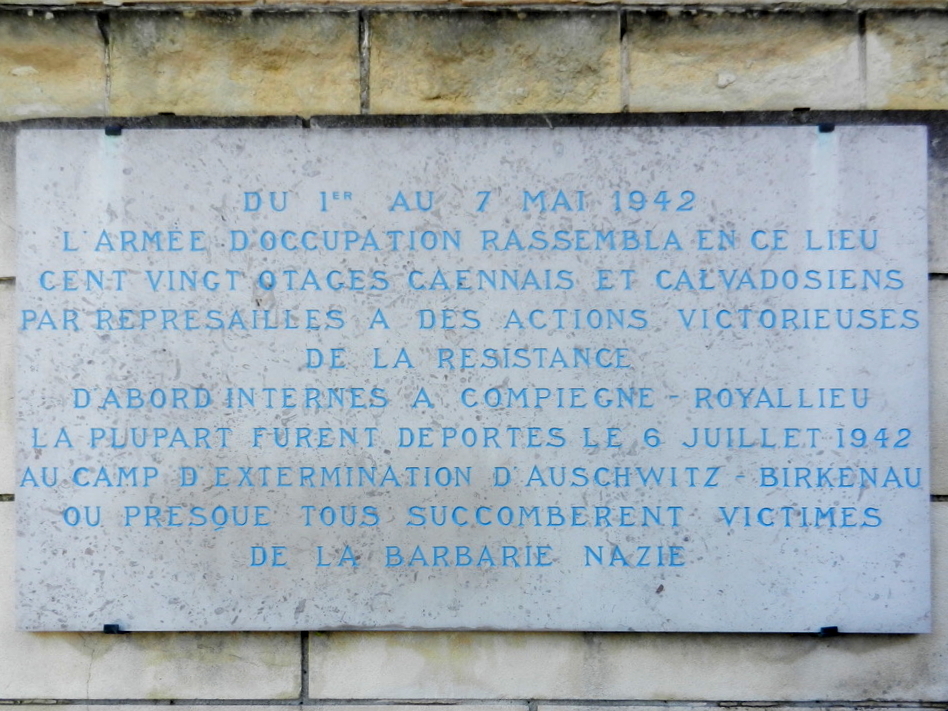 DU 1ER AU 7 MAI 1942
L'ARMEE D'OCCUPATION RASSEMBLA EN CE LIEU
CENT VINGT OTAGES CAENNAIS ET CALVADOSIENS
PAR REPRESAILLES A DES ACTIONS VICTORIEUSES
DE LA RESISTANCE
D'ABORD INTERNES A COMPIEGNE - ROYALLIEU
LA PLUPART FURENT DEPORTES LE 6 JUILLET 1942
AU CAMP D'EXTERMINATION D'AUSCHWITZ - BIRKENAU
OU PRESQUE TOUS SUCCOMBERENT VICTIMES
DE LA BARBARIE NAZIE